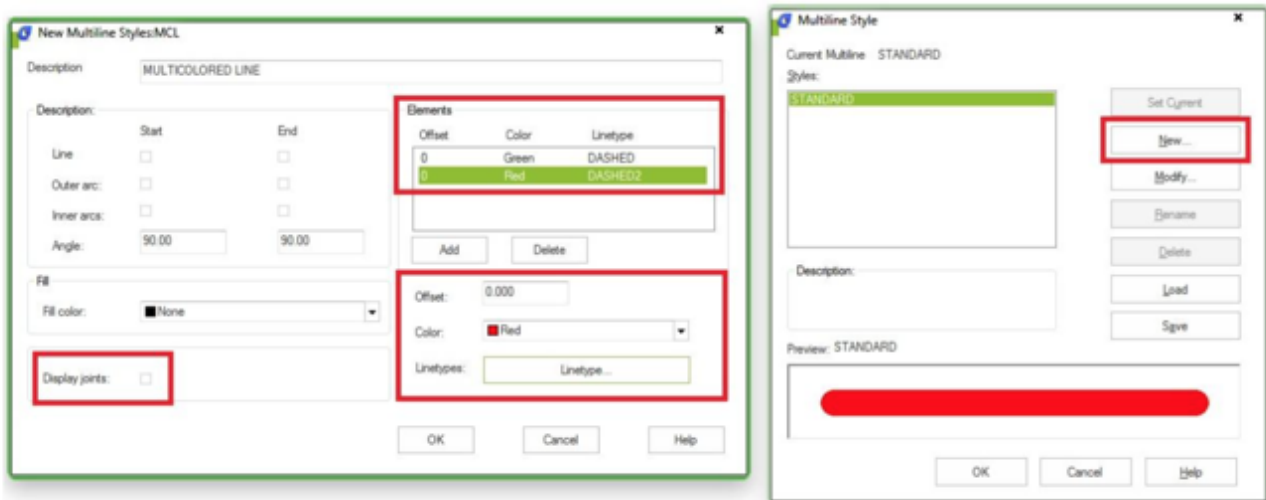 New Multiline Styles:MCL
Description MULTICOLORED LINE
Description:
Start End
Line
Outer arc:
Inner arcs:
Angle: 90.00 90.00
Fill
Fill color: None
Display joints:
Elements
Offset Color Linetype
0 Green DASHED
0 Red DASHED2
Add Delete
Offset: 0.000
Color: Red
Linetypes: Linetype...
OK Cancel Help
Multiline Style
Current Multiline STANDARD
Styles:
STANDARD
Set Current
New...
Modify...
Rename
Delete
Load
Save
Description:
Preview: STANDARD
OK Cancel Help